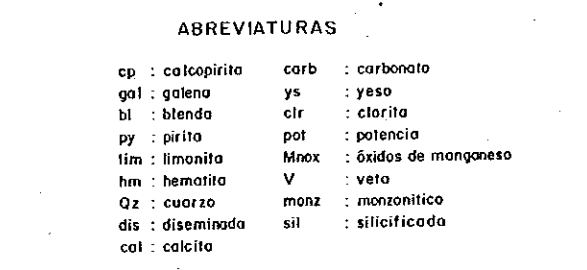 ABREVIATURAS
cp : calcopirita carb : carbonato
gal : galena ys : yeso
bl : blenda clr : clorita
py : pirita pot : potencia
lim : limonita Mnox : óxidos de manganeso
hm : hematita V : veta
Qz : cuarzo monz : monzonitico
dis : diseminada sil : silicificada
cal : calcita